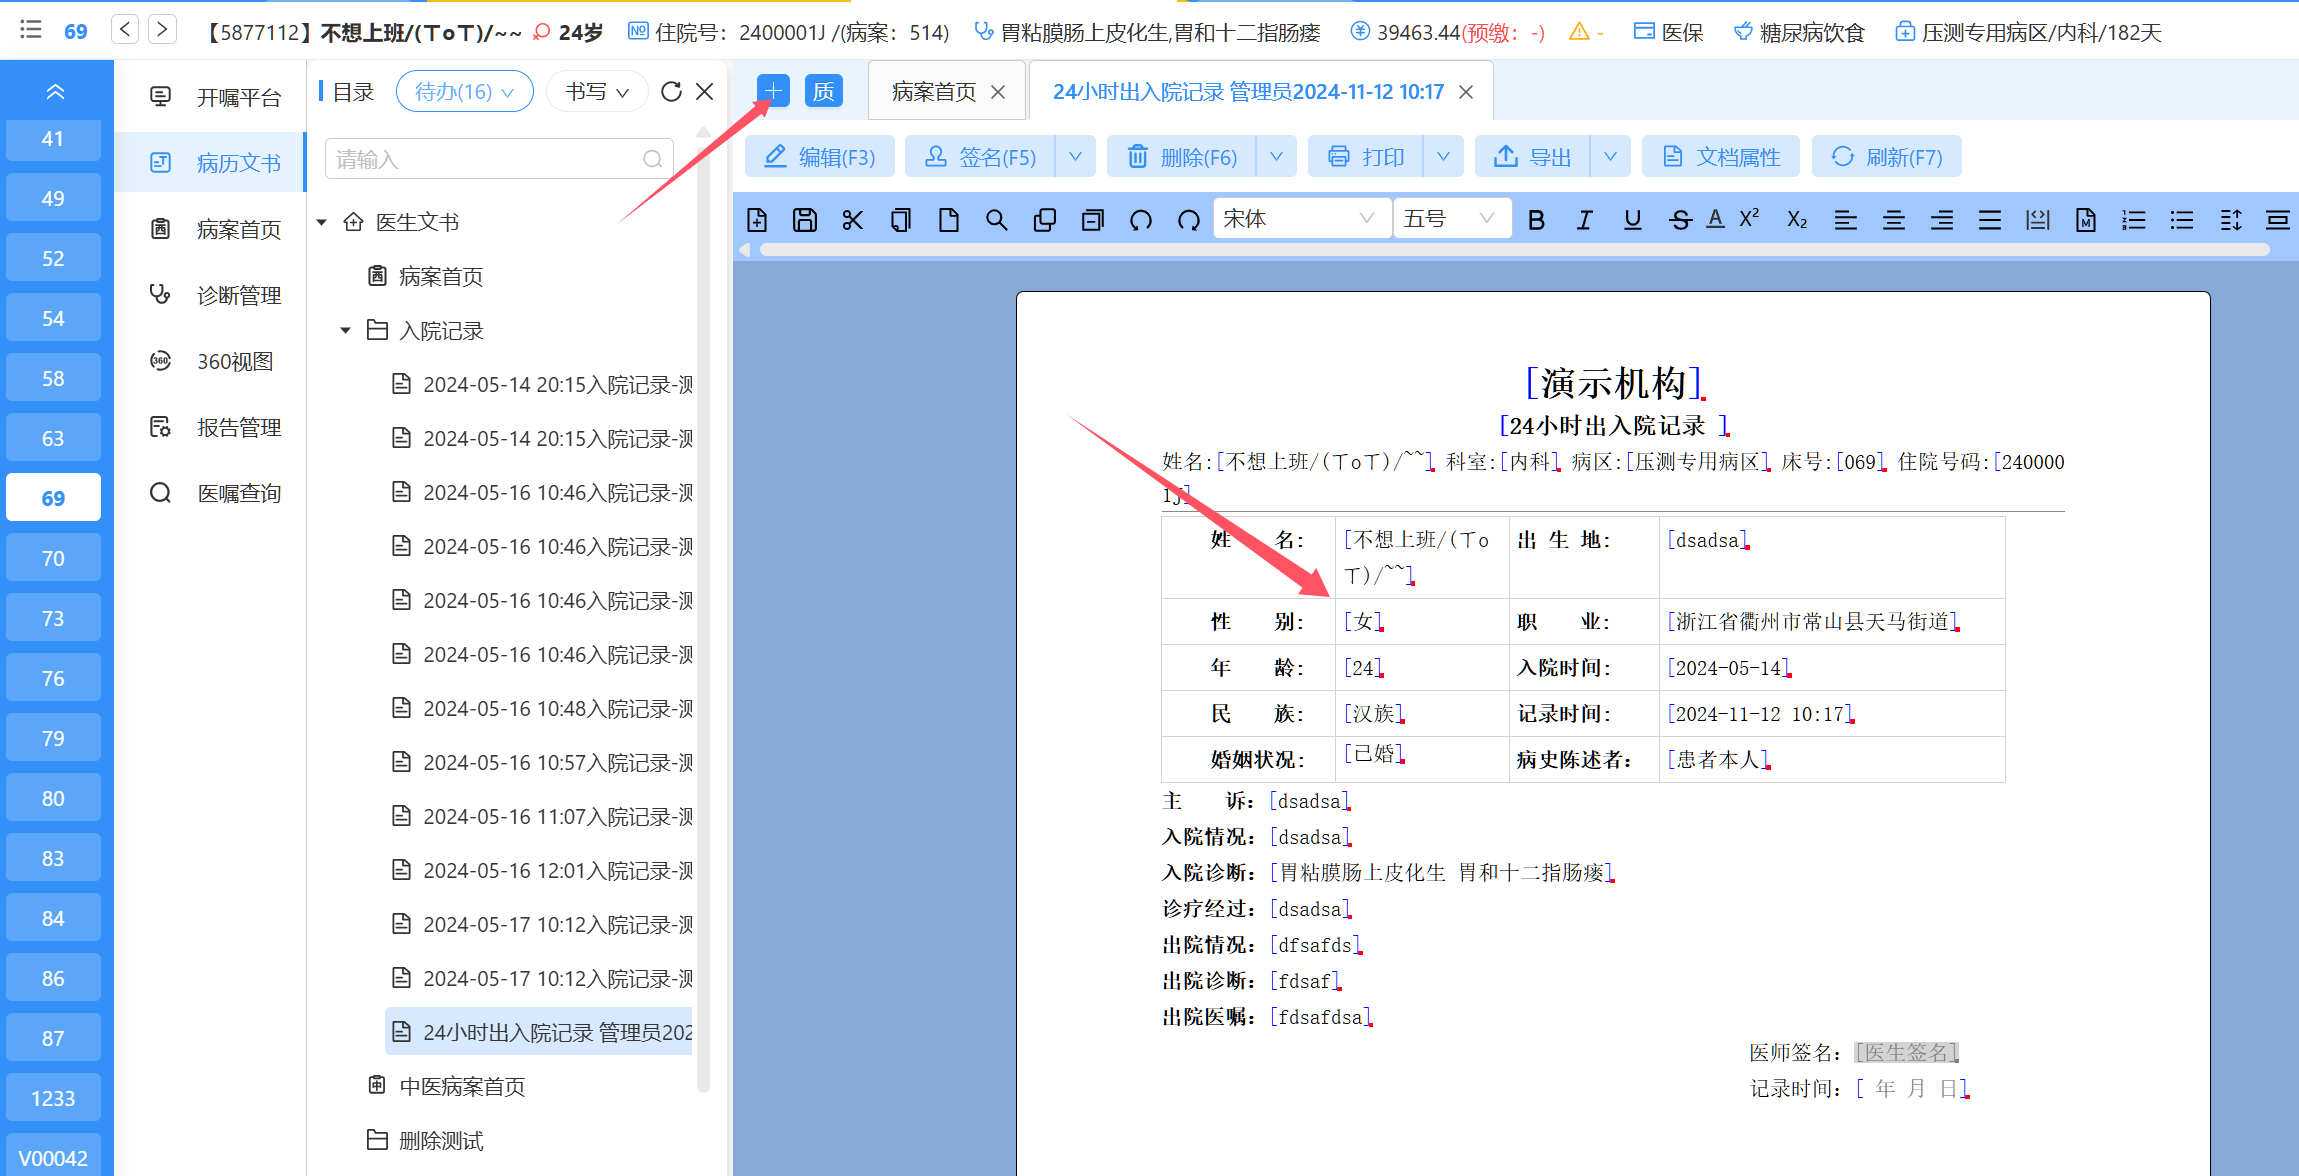 69 【5877112】不想上班/(ㄒoㄒ)/~~ 24岁 住院号：2400001J /(病案：514) 胃粘膜肠上皮化生,胃和十二指肠瘘 39463.44(预缴：-) - 医保 糖尿病饮食 压测专用病区/内科/182天
41
49
52
54
58
63
69
70
73
76
79
80
83
84
86
87
1233
V00042
开嘱平台
病历文书
病案首页
诊断管理
360视图
报告管理
医嘱查询
目录 待办(16) 书写
请输入
医生文书
病案首页
入院记录
2024-05-14 20:15入院记录-测
2024-05-14 20:15入院记录-测
2024-05-16 10:46入院记录-测
2024-05-16 10:46入院记录-测
2024-05-16 10:46入院记录-测
2024-05-16 10:46入院记录-测
2024-05-16 10:48入院记录-测
2024-05-16 10:57入院记录-测
2024-05-16 11:07入院记录-测
2024-05-16 12:01入院记录-测
2024-05-17 10:12入院记录-测
2024-05-17 10:12入院记录-测
24小时出入院记录 管理员202
中医病案首页
删除测试
质 病案首页 24小时出入院记录 管理员2024-11-12 10:17
编辑(F3) 签名(F5) 删除(F6) 打印 导出 文档属性 刷新(F7)
宋体 五号
[演示机构]
[24小时出入院记录 ]
姓名:[不想上班/(ㄒoㄒ)/~~] 科室:[内科] 病区:[压测专用病区] 床号:[069] 住院号码:[240000
1J]
姓 名: [不想上班/(ㄒo 出 生 地: [dsadsa]
ㄒ)/~~]
性 别: [女] 职 业: [浙江省衢州市常山县天马街道]
年 龄: [24] 入院时间: [2024-05-14]
民 族: [汉族] 记录时间: [2024-11-12 10:17]
婚姻状况: [已婚] 病史陈述者: [患者本人]
主 诉: [dsadsa]
入院情况: [dsadsa]
入院诊断: [胃粘膜肠上皮化生 胃和十二指肠瘘]
诊疗经过: [dsadsa]
出院情况: [dfsafds]
出院诊断: [fdsaf]
出院医嘱: [fdsafdsa]
医师签名: [医生签名]
记录时间: [ 年 月 日]